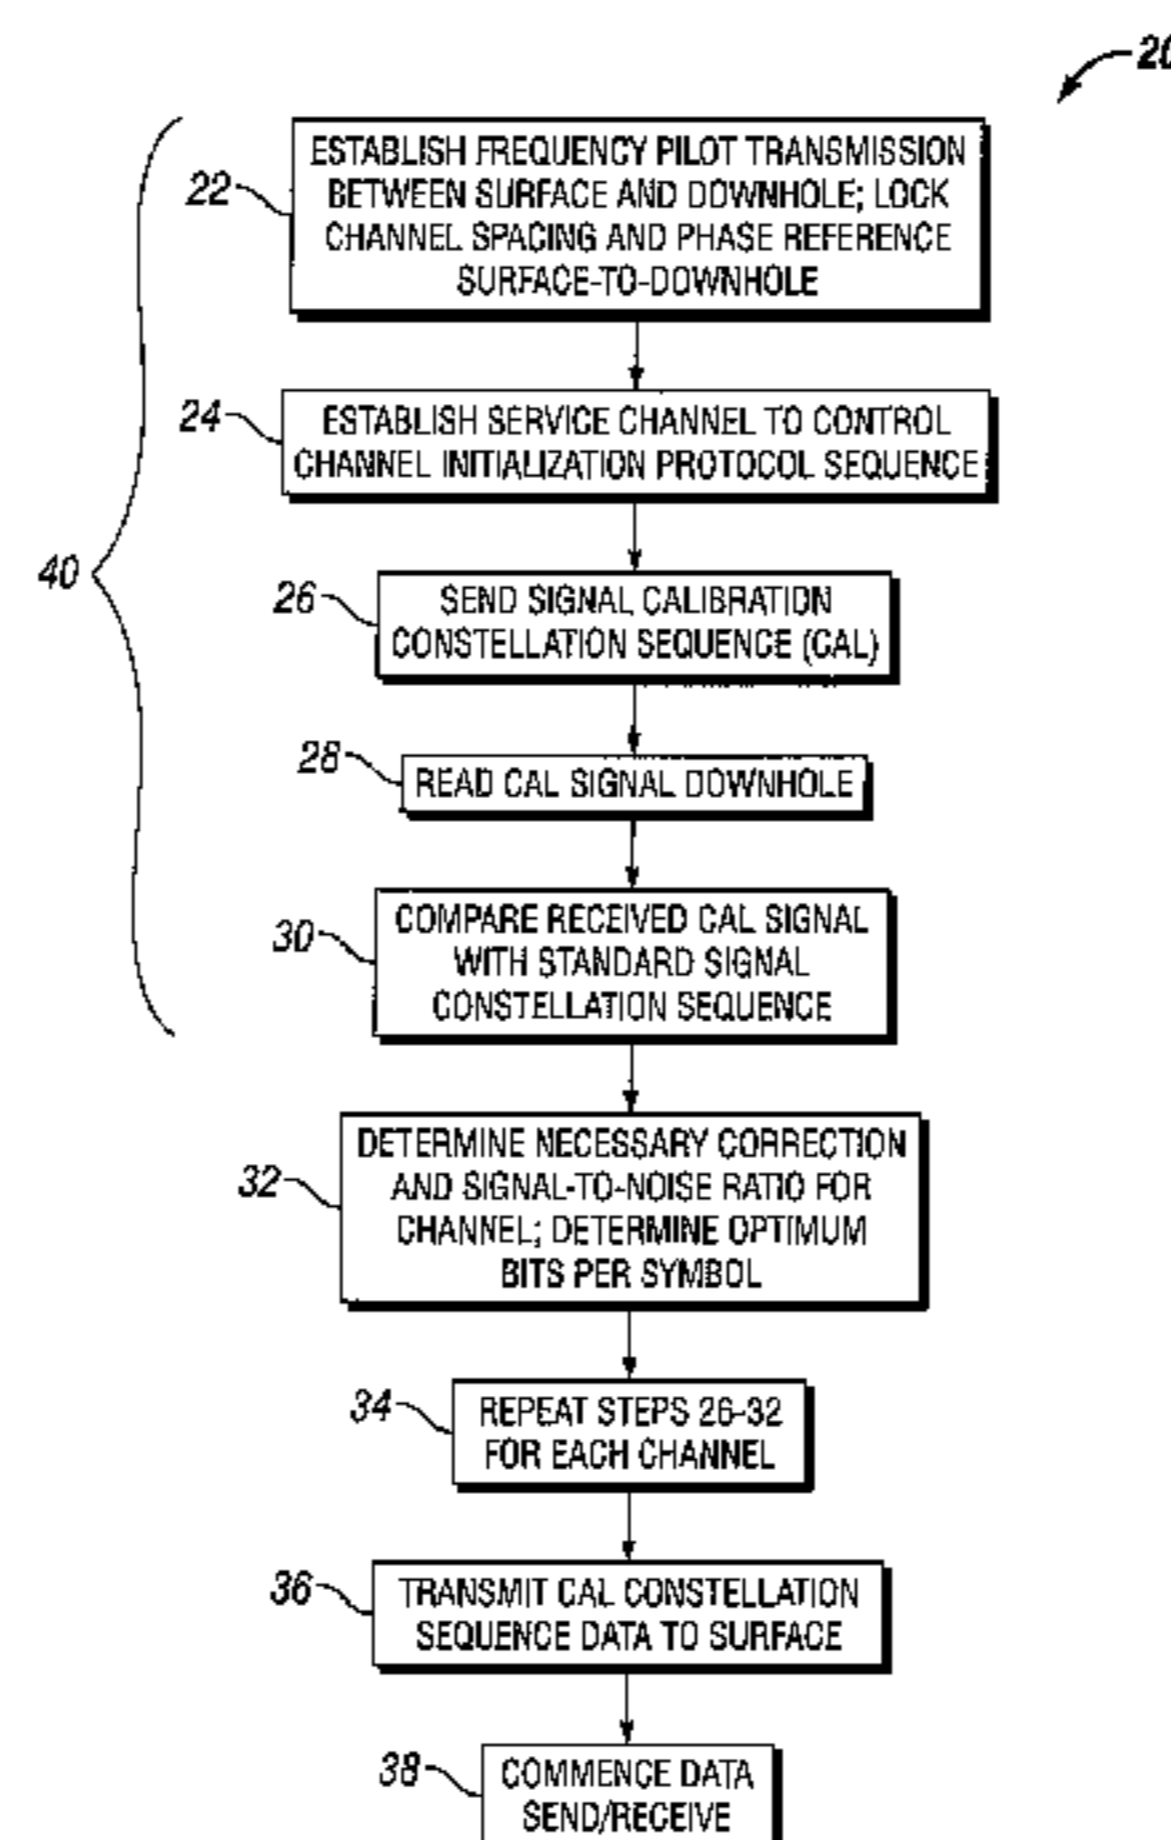 20
22
ESTABLISH FREQUENCY PILOT TRANSMISSION
BETWEEN SURFACE AND DOWNHOLE; LOCK
CHANNEL SPACING AND PHASE REFERENCE
SURFACE-TO-DOWNHOLE
24
ESTABLISH SERVICE CHANNEL TO CONTROL
CHANNEL INITIALIZATION PROTOCOL SEQUENCE
40
26
SEND SIGNAL CALIBRATION
CONSTELLATION SEQUENCE (CAL)
28
READ CAL SIGNAL DOWNHOLE
30
COMPARE RECEIVED CAL SIGNAL
WITH STANDARD SIGNAL
CONSTELLATION SEQUENCE
32
DETERMINE NECESSARY CORRECTION
AND SIGNAL-TO-NOISE RATIO FOR
CHANNEL; DETERMINE OPTIMUM
BITS PER SYMBOL
34
REPEAT STEPS 26-32
FOR EACH CHANNEL
36
TRANSMIT CAL CONSTELLATION
SEQUENCE DATA TO SURFACE
38
COMMENCE DATA
SEND/RECEIVE